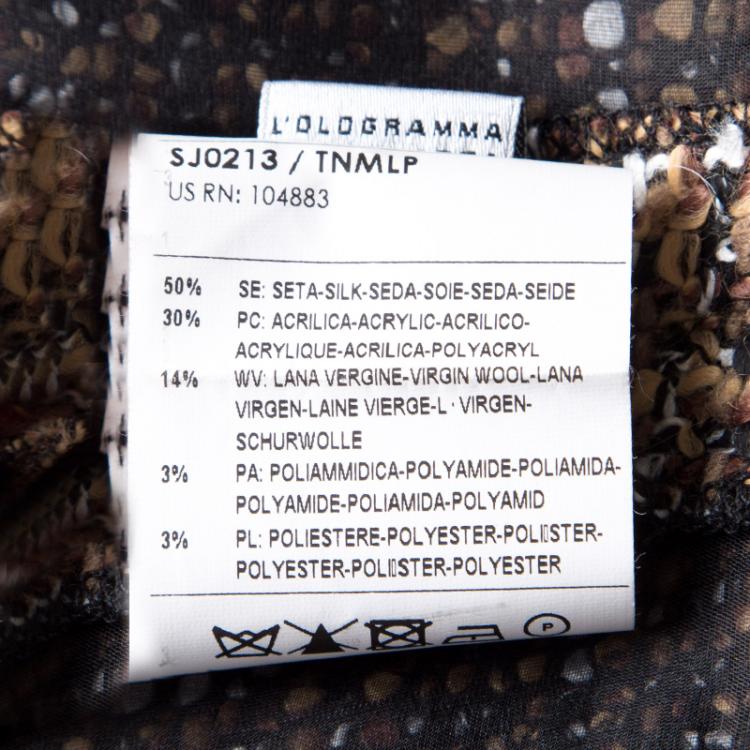 L'OLOGRAMMA
SJ0213 / TNMLP
US RN: 104883
50% SE: SETA-SILK-SEDA-SOIE-SEDA-SEIDE
30% PC: ACRILICA-ACRYLIC-ACRILICO-
ACRYLIQUE-ACRILICA-POLYACRYL
14% WV: LANA VERGINE-VIRGIN WOOL-LANA
VIRGEN-LAINE VIERGE-L·VIRGEN-
SCHURWOLLE
3% PA: POLIAMMIDICA-POLYAMIDE-POLIAMIDA-
POLYAMIDE-POLIAMIDA-POLYAMID
3% PL: POLIESTERE-POLYESTER-POLI▯STER-
POLYESTER-POLI▯STER-POLYESTER
P